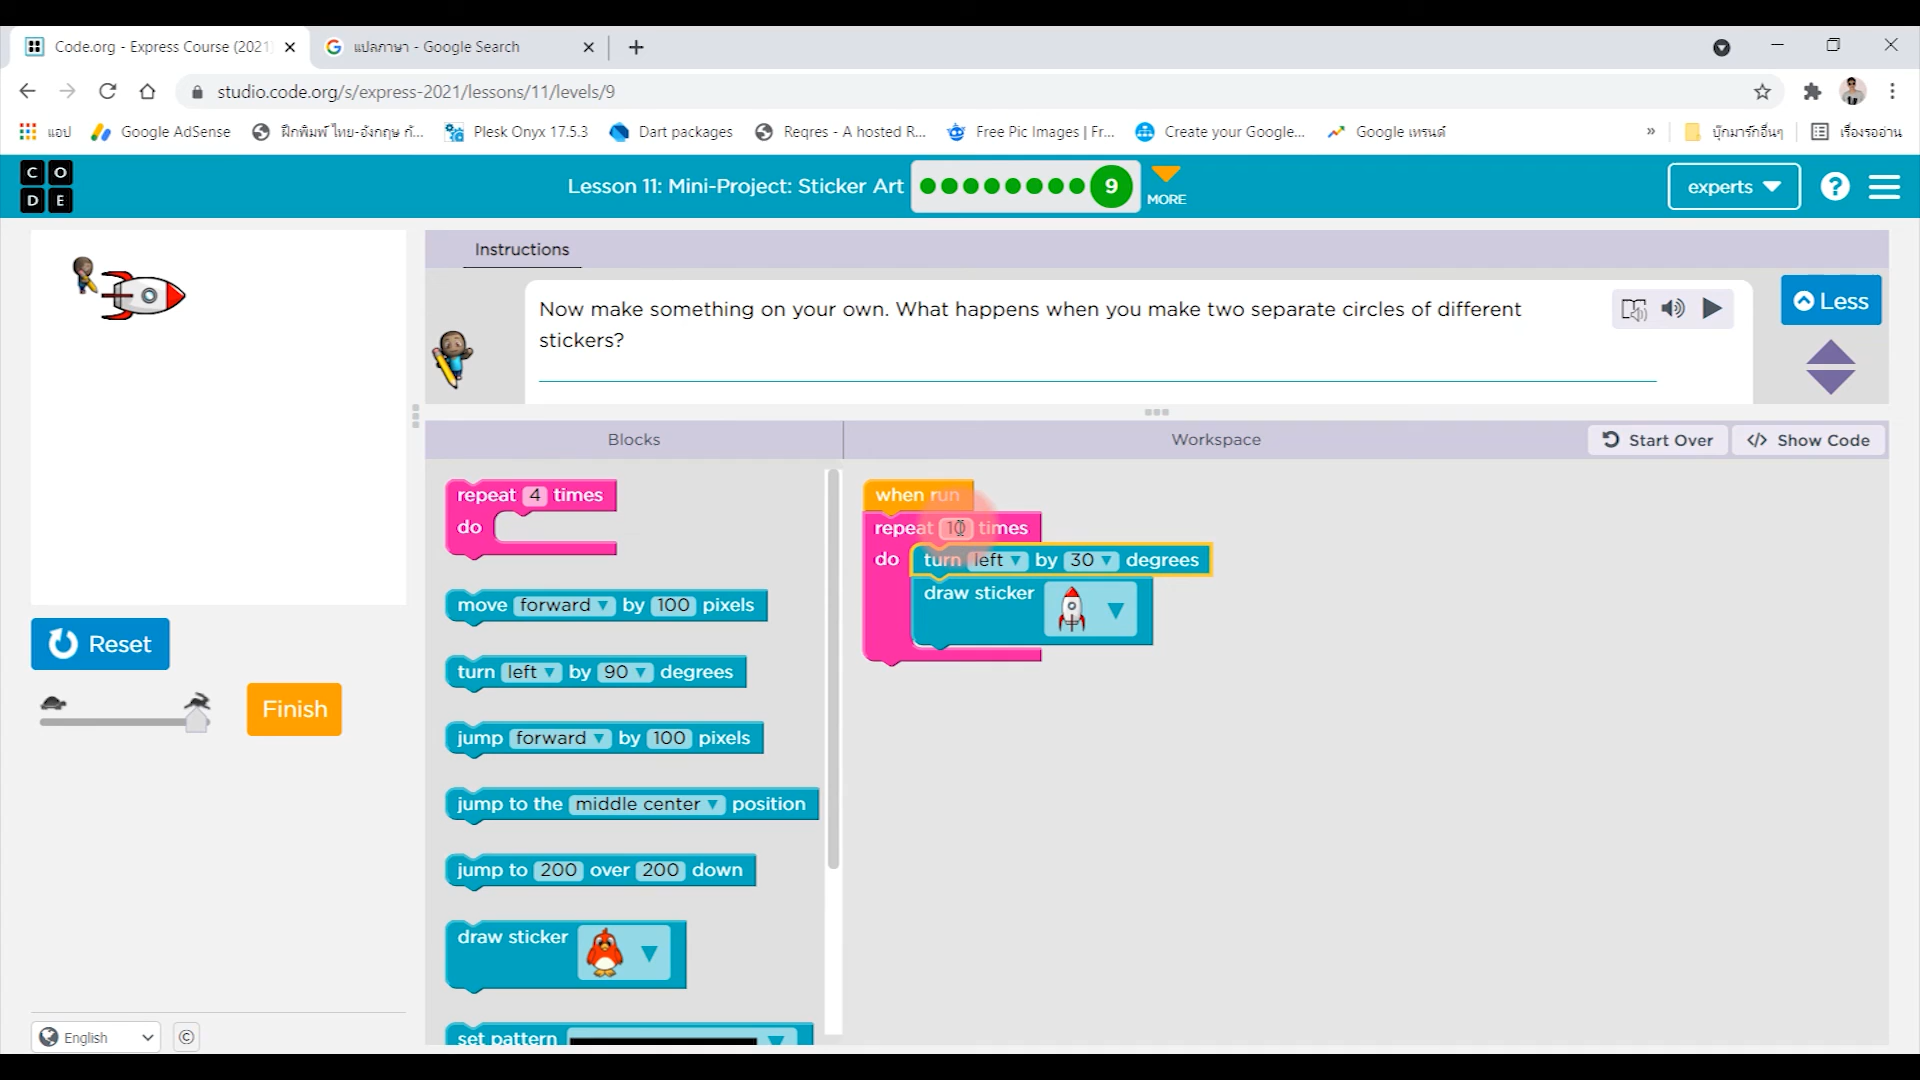 Code.org - Express Course (2021)
แปลภาษา - Google Search
studio.code.org/s/express-2021/lessons/11/levels/9
แอป
Google AdSense
ฝึกพิมพ์ ไทย-อังกฤษ กั...
Plesk Onyx 17.5.3
Dart packages
Reqres - A hosted R...
Free Pic Images | Fr...
Create your Google...
Google เทรนด์
»
บุ๊กมาร์กอื่นๆ
เรื่องรออ่าน
C O
D E
Lesson 11: Mini-Project: Sticker Art
9
MORE
experts
?
Instructions
Now make something on your own. What happens when you make two separate circles of different
stickers?
Less
Blocks
Workspace
Start Over
</> Show Code
Reset
Finish
repeat 4 times
do
move forward by 100 pixels
turn left by 90 degrees
jump forward by 100 pixels
jump to the middle center position
jump to 200 over 200 down
draw sticker
set pattern
when run
repeat 10 times
do turn left by 30 degrees
draw sticker
English
©